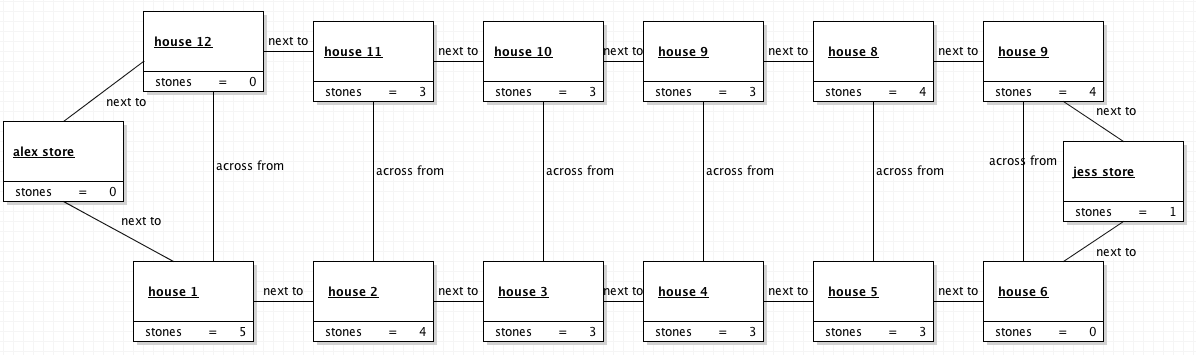 house 12
stones = 0
next to
house 11
stones = 3
next to
house 10
stones = 3
next to
house 9
stones = 3
next to
house 8
stones = 4
next to
house 9
stones = 4
next to
next to
alex store
stones = 0
across from
across from
across from
across from
across from
across from
jess store
stones = 1
next to
next to
house 1
stones = 5
next to
house 2
stones = 4
next to
house 3
stones = 3
next to
house 4
stones = 3
next to
house 5
stones = 3
next to
house 6
stones = 0